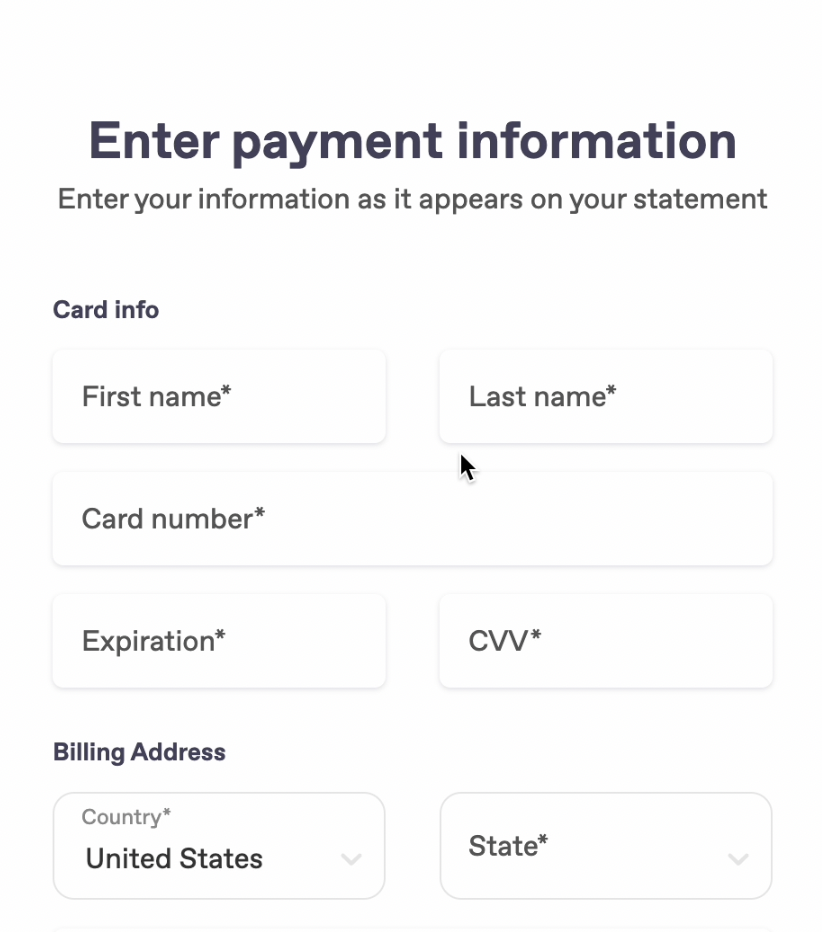 Enter payment information
Enter your information as it appears on your statement
Card info
First name* Last name*
Card number*
Expiration* CVV*
Billing Address
Country*
United States State*